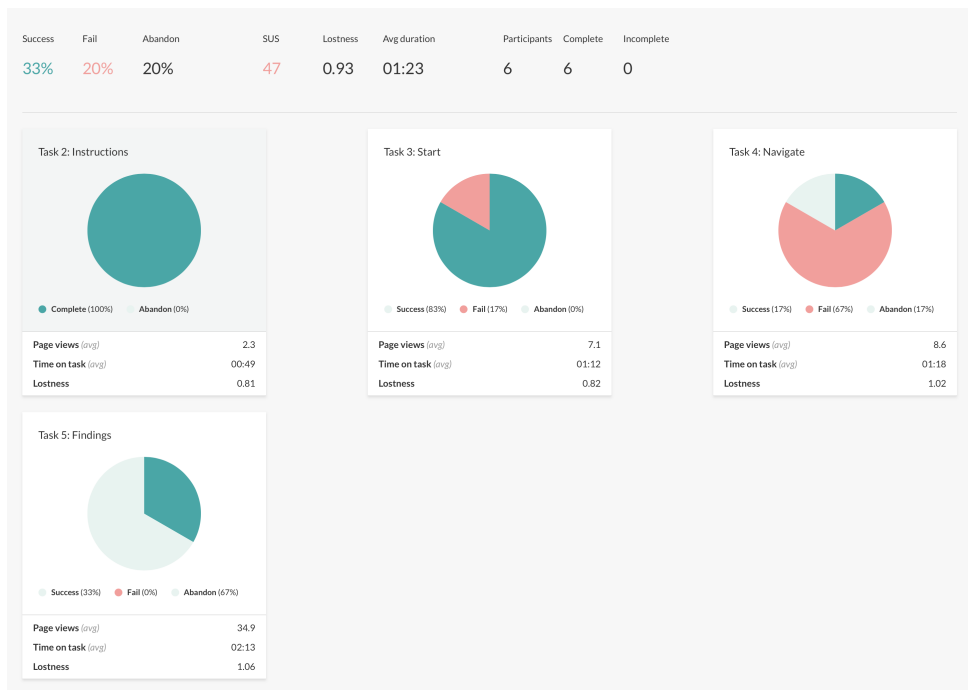 Success Fail Abandon SUS Lostness Avg duration Participants Complete Incomplete
33% 20% 20% 47 0.93 01:23 6 6 0
Task 2: Instructions
Complete (100%) Abandon (0%)
Page views (avg) 2.3
Time on task (avg) 00:49
Lostness 0.81
Task 3: Start
Success (83%) Fail (17%) Abandon (0%)
Page views (avg) 7.1
Time on task (avg) 01:12
Lostness 0.82
Task 4: Navigate
Success (17%) Fail (67%) Abandon (17%)
Page views (avg) 8.6
Time on task (avg) 01:18
Lostness 1.02
Task 5: Findings
Success (33%) Fail (0%) Abandon (67%)
Page views (avg) 34.9
Time on task (avg) 02:13
Lostness 1.06